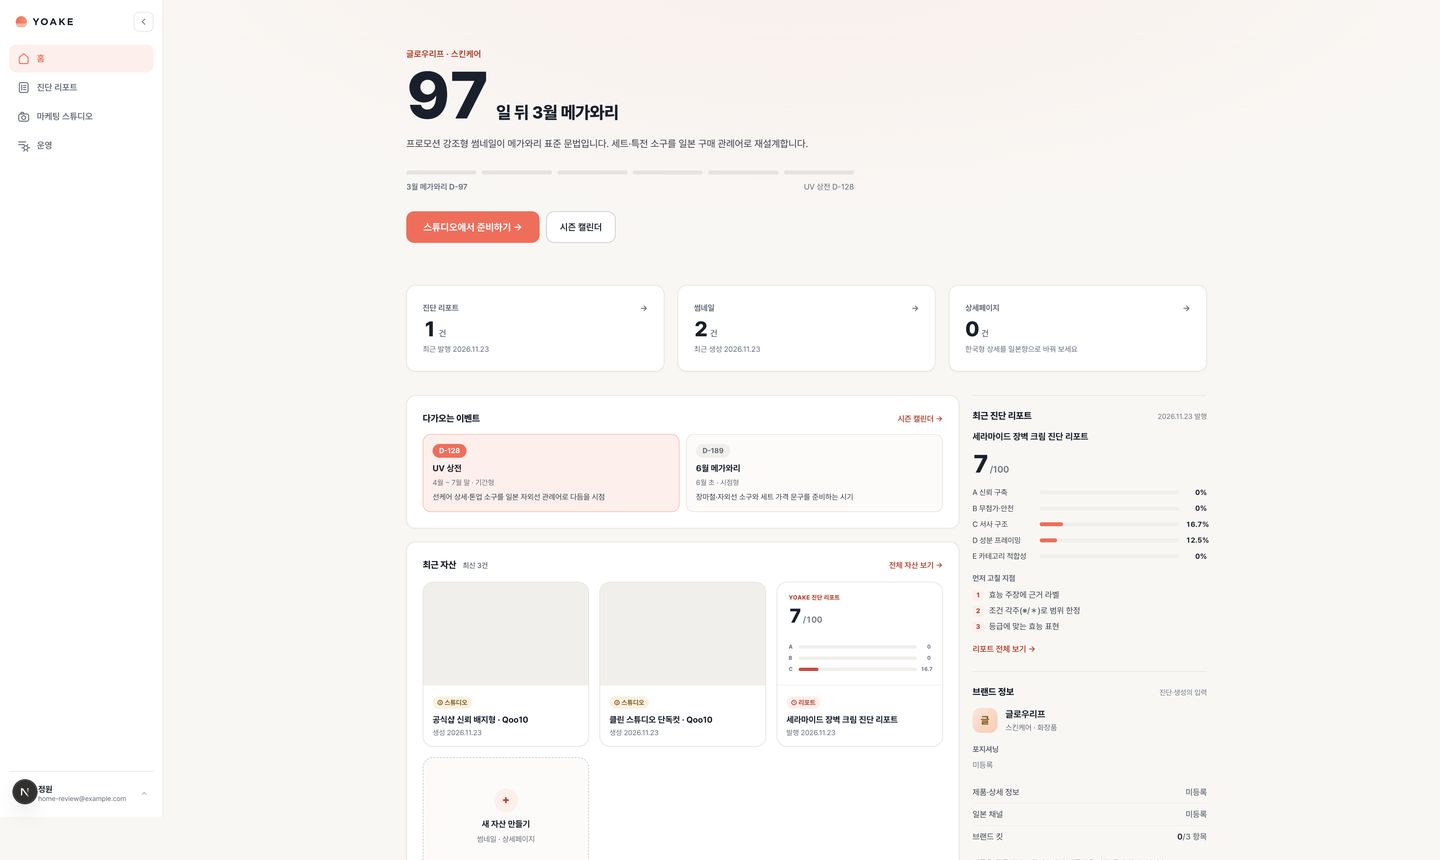 YOAKE
홈
진단 리포트
마케팅 스튜디오
운영
N
정원
home-review@example.com
글로우리프 · 스킨케어
97 일 뒤 3월 메가와리
프로모션 강조형 썸네일이 메가와리 표준 문법입니다. 세트·특전 소구를 일본 구매 관례어로 재설계합니다.
3월 메가와리 D-97
UV 상전 D-128
스튜디오에서 준비하기 →
시즌 캘린더
진단 리포트 →
1 건
최근 발행 2026.11.23
썸네일 →
2 건
최근 생성 2026.11.23
상세페이지 →
0 건
한국형 상세를 일본향으로 바꿔 보세요
다가오는 이벤트
시즌 캘린더 →
D-128
UV 상전
4월 ~ 7월 말 · 기간형
선케어 상세·톤업 소구를 일본 자외선 관례어로 다듬을 시점
D-189
6월 메가와리
6월 초 · 시점형
장마철·자외선 소구와 세트 가격 문구를 준비하는 시기
최근 자산 최신 3건
전체 자산 보기 →
스튜디오
공식샵 신뢰 배지형 · Qoo10
생성 2026.11.23
스튜디오
클린 스튜디오 단독컷 · Qoo10
생성 2026.11.23
YOAKE 진단 리포트
7 /100
A 0
B 0
C 16.7
리포트
세라마이드 장벽 크림 진단 리포트
발행 2026.11.23
+
새 자산 만들기
썸네일 · 상세페이지
최근 진단 리포트
2026.11.23 발행
세라마이드 장벽 크림 진단 리포트
7 /100
A 신뢰 구축 0%
B 무첨가·안전 0%
C 서사 구조 16.7%
D 성분 프레이밍 12.5%
E 카테고리 적합성 0%
먼저 고칠 지점
1 효능 주장에 근거 라벨
2 조건 각주(※/＊)로 범위 한정
3 등급에 맞는 효능 표현
리포트 전체 보기 →
브랜드 정보
진단·생성의 입력
글
글로우리프
스킨케어 · 화장품
포지셔닝
미등록
제품·상세 정보 미등록
일본 채널 미등록
브랜드 킷 0/3 항목